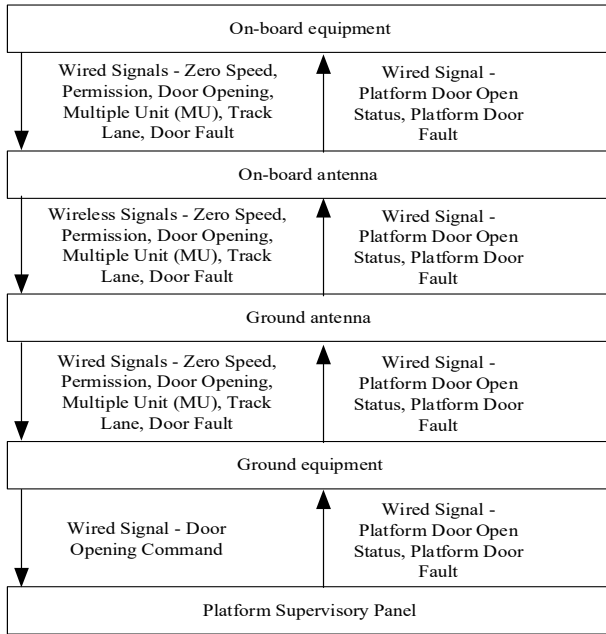 On-board equipment
Wired Signals - Zero Speed,
Permission, Door Opening,
Multiple Unit (MU), Track
Lane, Door Fault
Wired Signal -
Platform Door Open
Status, Platform Door
Fault
On-board antenna
Wireless Signals - Zero Speed,
Permission, Door Opening,
Multiple Unit (MU), Track
Lane, Door Fault
Wired Signal -
Platform Door Open
Status, Platform Door
Fault
Ground antenna
Wired Signals - Zero Speed,
Permission, Door Opening,
Multiple Unit (MU), Track
Lane, Door Fault
Wired Signal -
Platform Door Open
Status, Platform Door
Fault
Ground equipment
Wired Signal - Door
Opening Command
Wired Signal -
Platform Door Open
Status, Platform Door
Fault
Platform Supervisory Panel